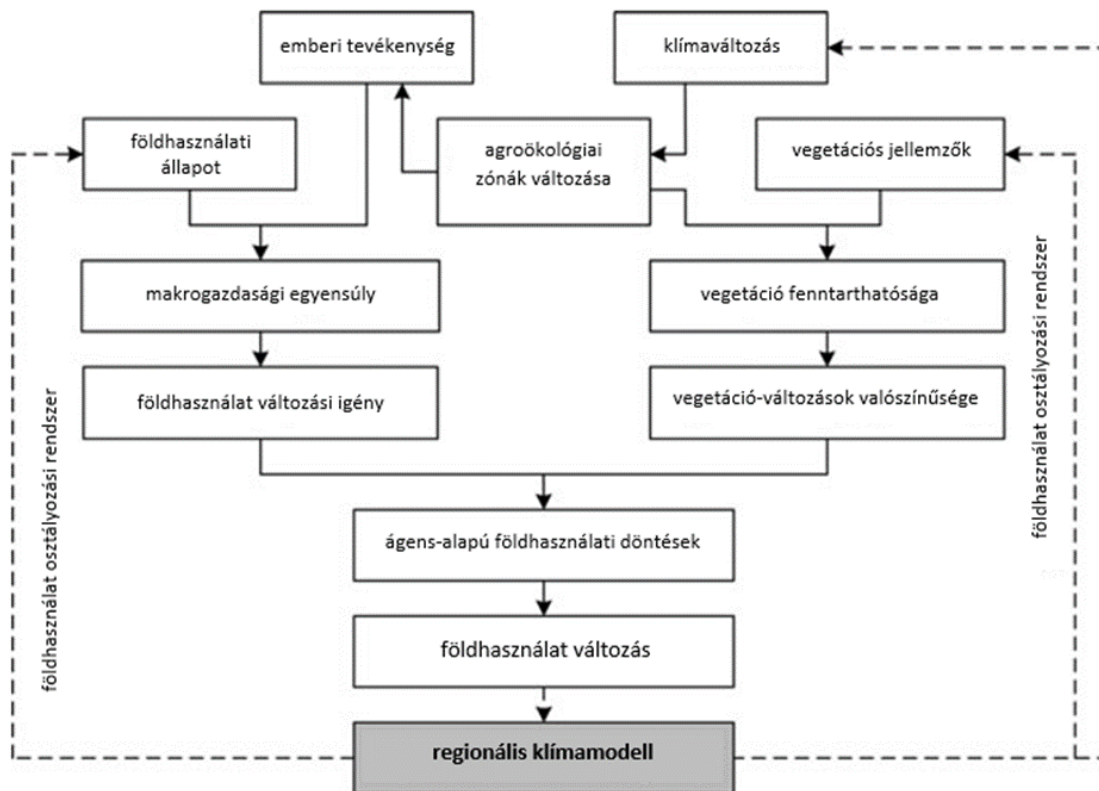 emberi tevékenység
klímaváltozás
földhasználati
állapot
agroökológiai
zónák változása
vegetációs jellemzők
makrogazdasági egyensúly
vegetáció fenntarthatósága
földhasználat változási igény
vegetáció-változások valószínűsége
földhasználat osztályozási rendszer
földhasználat osztályozási rendszer
ágens-alapú földhasználati döntések
földhasználat változás
regionális klímamodell